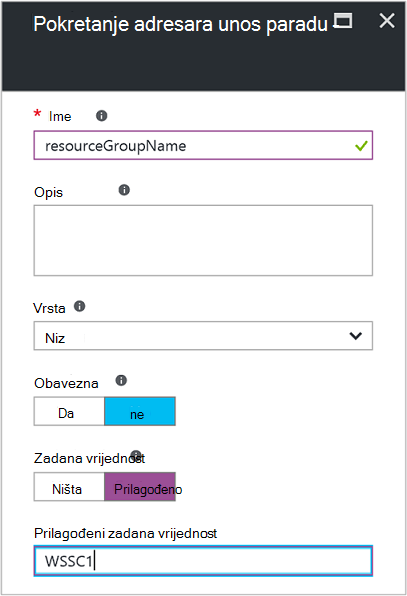 Pokretanje adresara unos paradu -
* Ime
resourceGroupName
Opis
Vrsta
Niz
Obavezna
Da ne
Zadana vrijednost
Ništa Prilagođeno
Prilagođeni zadana vrijednost
WSSC1